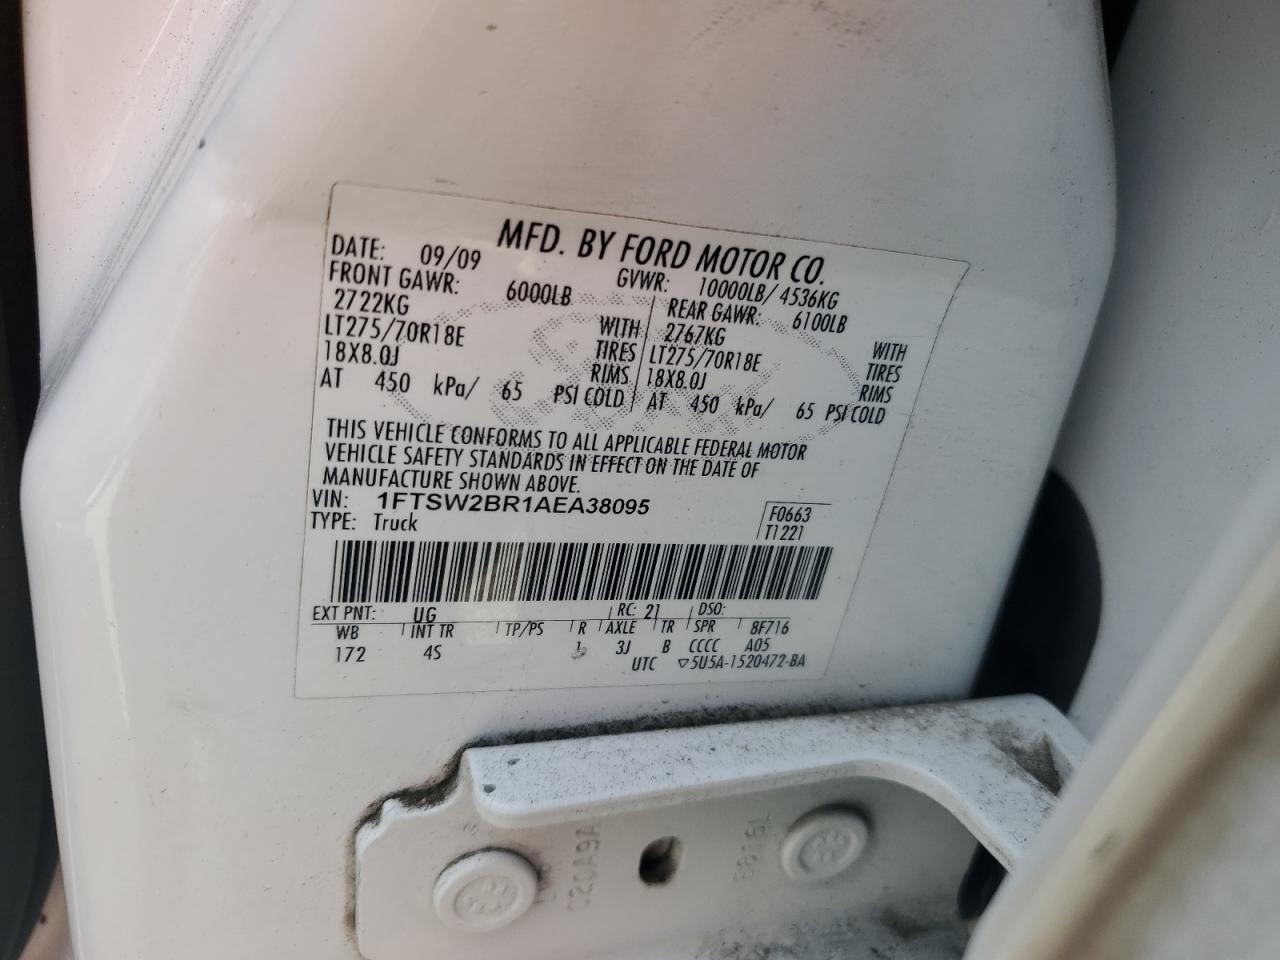 MFD. BY FORD MOTOR CO.
DATE: 09/09 GVWR: 10000LB/ 4536KG
FRONT GAWR: 6000LB REAR GAWR: 6100LB
2722KG WITH 2767KG WITH
LT275/70R18E TIRES LT275/70R18E TIRES
18X8.0J RIMS 18X8.0J RIMS
AT 450 kPa/ 65 PSI COLD AT 450 kPa/ 65 PSI COLD
THIS VEHICLE CONFORMS TO ALL APPLICABLE FEDERAL MOTOR
VEHICLE SAFETY STANDARDS IN EFFECT ON THE DATE OF
MANUFACTURE SHOWN ABOVE.
VIN: 1FTSW2BR1AEA38095
TYPE: Truck
F0663
T1221
EXT PNT: UG RC: 21 DSO:
WB INT TR TP/PS R AXLE TR SPR 8F716
172 4S 3J B CCCC A05
UTC ▽5U5A-1520472-BA